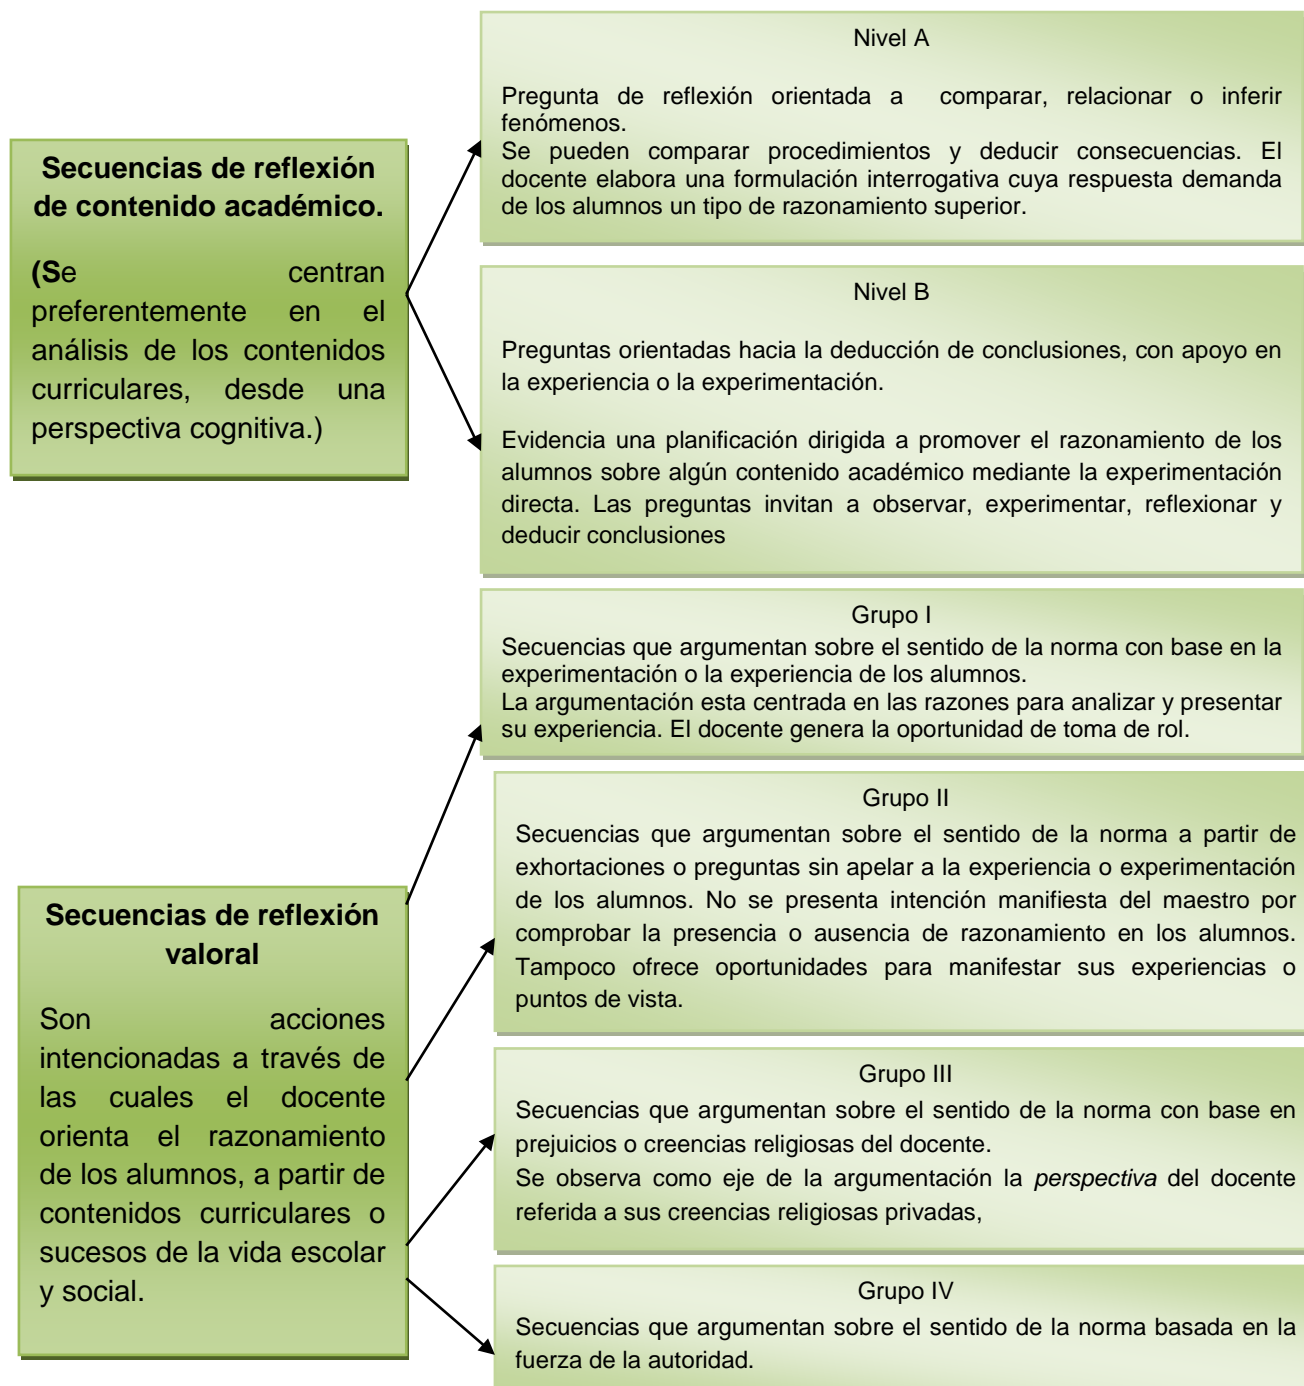 Secuencias de reflexión
de contenido académico.
(Se centran
preferentemente en el
análisis de los contenidos
curriculares, desde una
perspectiva cognitiva.)
Nivel A
Pregunta de reflexión orientada a comparar, relacionar o inferir
fenómenos.
Se pueden comparar procedimientos y deducir consecuencias. El
docente elabora una formulación interrogativa cuya respuesta demanda
de los alumnos un tipo de razonamiento superior.
Nivel B
Preguntas orientadas hacia la deducción de conclusiones, con apoyo en
la experiencia o la experimentación.
Evidencia una planificación dirigida a promover el razonamiento de los
alumnos sobre algún contenido académico mediante la experimentación
directa. Las preguntas invitan a observar, experimentar, reflexionar y
deducir conclusiones
Secuencias de reflexión
valoral
Son acciones
intencionadas a través de
las cuales el docente
orienta el razonamiento
de los alumnos, a partir de
contenidos curriculares o
sucesos de la vida escolar
y social.
Grupo I
Secuencias que argumentan sobre el sentido de la norma con base en la
experimentación o la experiencia de los alumnos.
La argumentación esta centrada en las razones para analizar y presentar
su experiencia. El docente genera la oportunidad de toma de rol.
Grupo II
Secuencias que argumentan sobre el sentido de la norma a partir de
exhortaciones o preguntas sin apelar a la experiencia o experimentación
de los alumnos. No se presenta intención manifiesta del maestro por
comprobar la presencia o ausencia de razonamiento en los alumnos.
Tampoco ofrece oportunidades para manifestar sus experiencias o
puntos de vista.
Grupo III
Secuencias que argumentan sobre el sentido de la norma con base en
prejuicios o creencias religiosas del docente.
Se observa como eje de la argumentación la perspectiva del docente
referida a sus creencias religiosas privadas,
Grupo IV
Secuencias que argumentan sobre el sentido de la norma basada en la
fuerza de la autoridad.